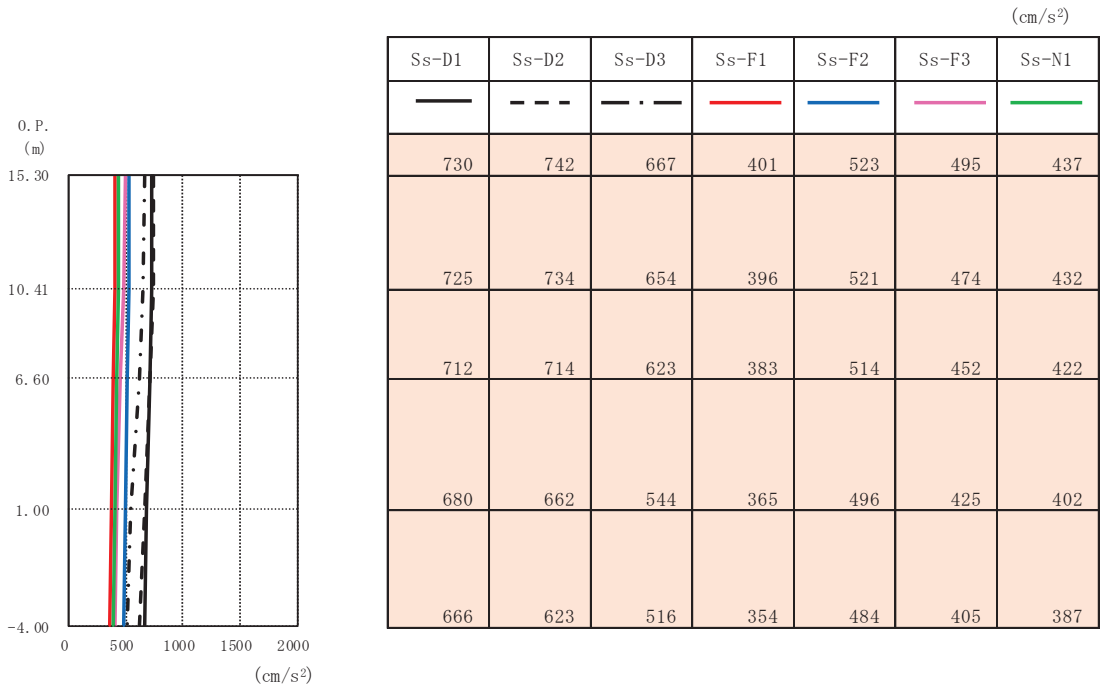 (cm/s²)
Ss-D1 Ss-D2 Ss-D3 Ss-F1 Ss-F2 Ss-F3 Ss-N1
O.P.
(m)
730 742 667 401 523 495 437
15.30
725 734 654 396 521 474 432
10.41
712 714 623 383 514 452 422
6.60
680 662 544 365 496 425 402
1.00
666 623 516 354 484 405 387
-4.00
0 500 1000 1500 2000
(cm/s²)